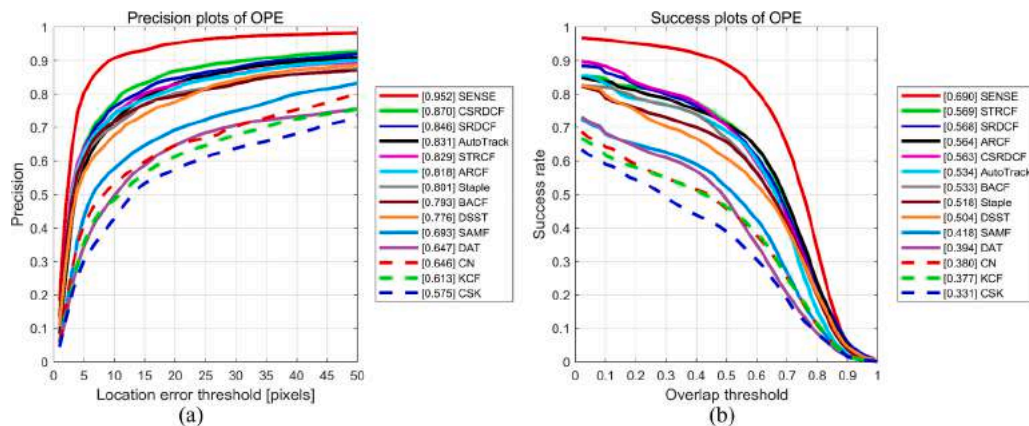 Precision plots of OPE
1
0.9
0.8
0.7
0.6
0.5
0.4
0.3
0.2
0.1
0
Precision
0 5 10 15 20 25 30 35 40 45 50
Location error threshold [pixels]
(a)
[0.952] SENSE
[0.870] CSRDCF
[0.846] SRDCF
[0.831] AutoTrack
[0.829] STRCF
[0.818] ARCF
[0.801] Staple
[0.793] BACF
[0.776] DSST
[0.693] SAMF
[0.647] DAT
[0.646] CN
[0.613] KCF
[0.575] CSK
Success plots of OPE
1
0.9
0.8
0.7
0.6
0.5
0.4
0.3
0.2
0.1
0
Success rate
0 0.1 0.2 0.3 0.4 0.5 0.6 0.7 0.8 0.9 1
Overlap threshold
(b)
[0.690] SENSE
[0.569] STRCF
[0.568] SRDCF
[0.564] ARCF
[0.563] CSRDCF
[0.534] AutoTrack
[0.533] BACF
[0.518] Staple
[0.504] DSST
[0.418] SAMF
[0.394] DAT
[0.380] CN
[0.377] KCF
[0.331] CSK